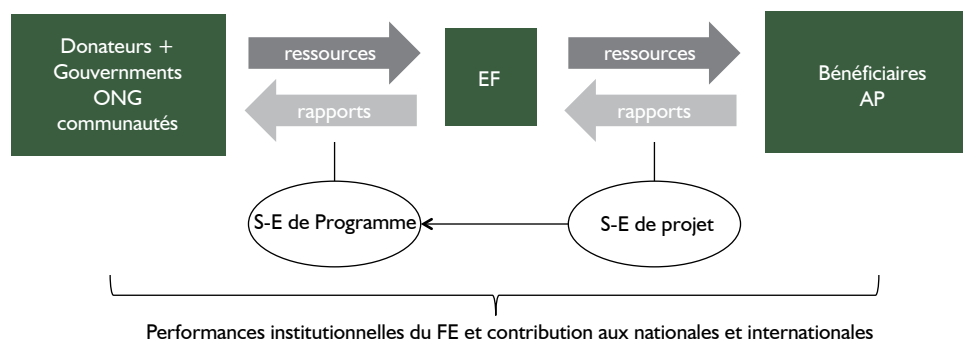 Donateurs +
Gouvernments
ONG
communautés
ressources
rapports
EF
ressources
rapports
Bénéficiaires
AP
S-E de Programme
S-E de projet
Performances institutionnelles du FE et contribution aux nationales et internationales